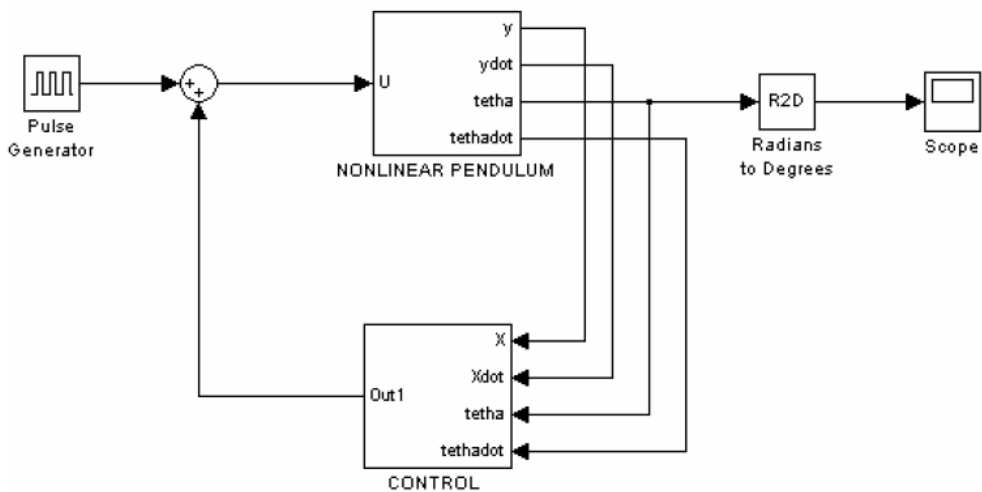 Pulse
Generator
+
+
U
y
ydot
tetha
tethadot
NONLINEAR PENDULUM
R2D
Radians
to Degrees
Scope
X
Xdot
tetha
tethadot
Out1
CONTROL